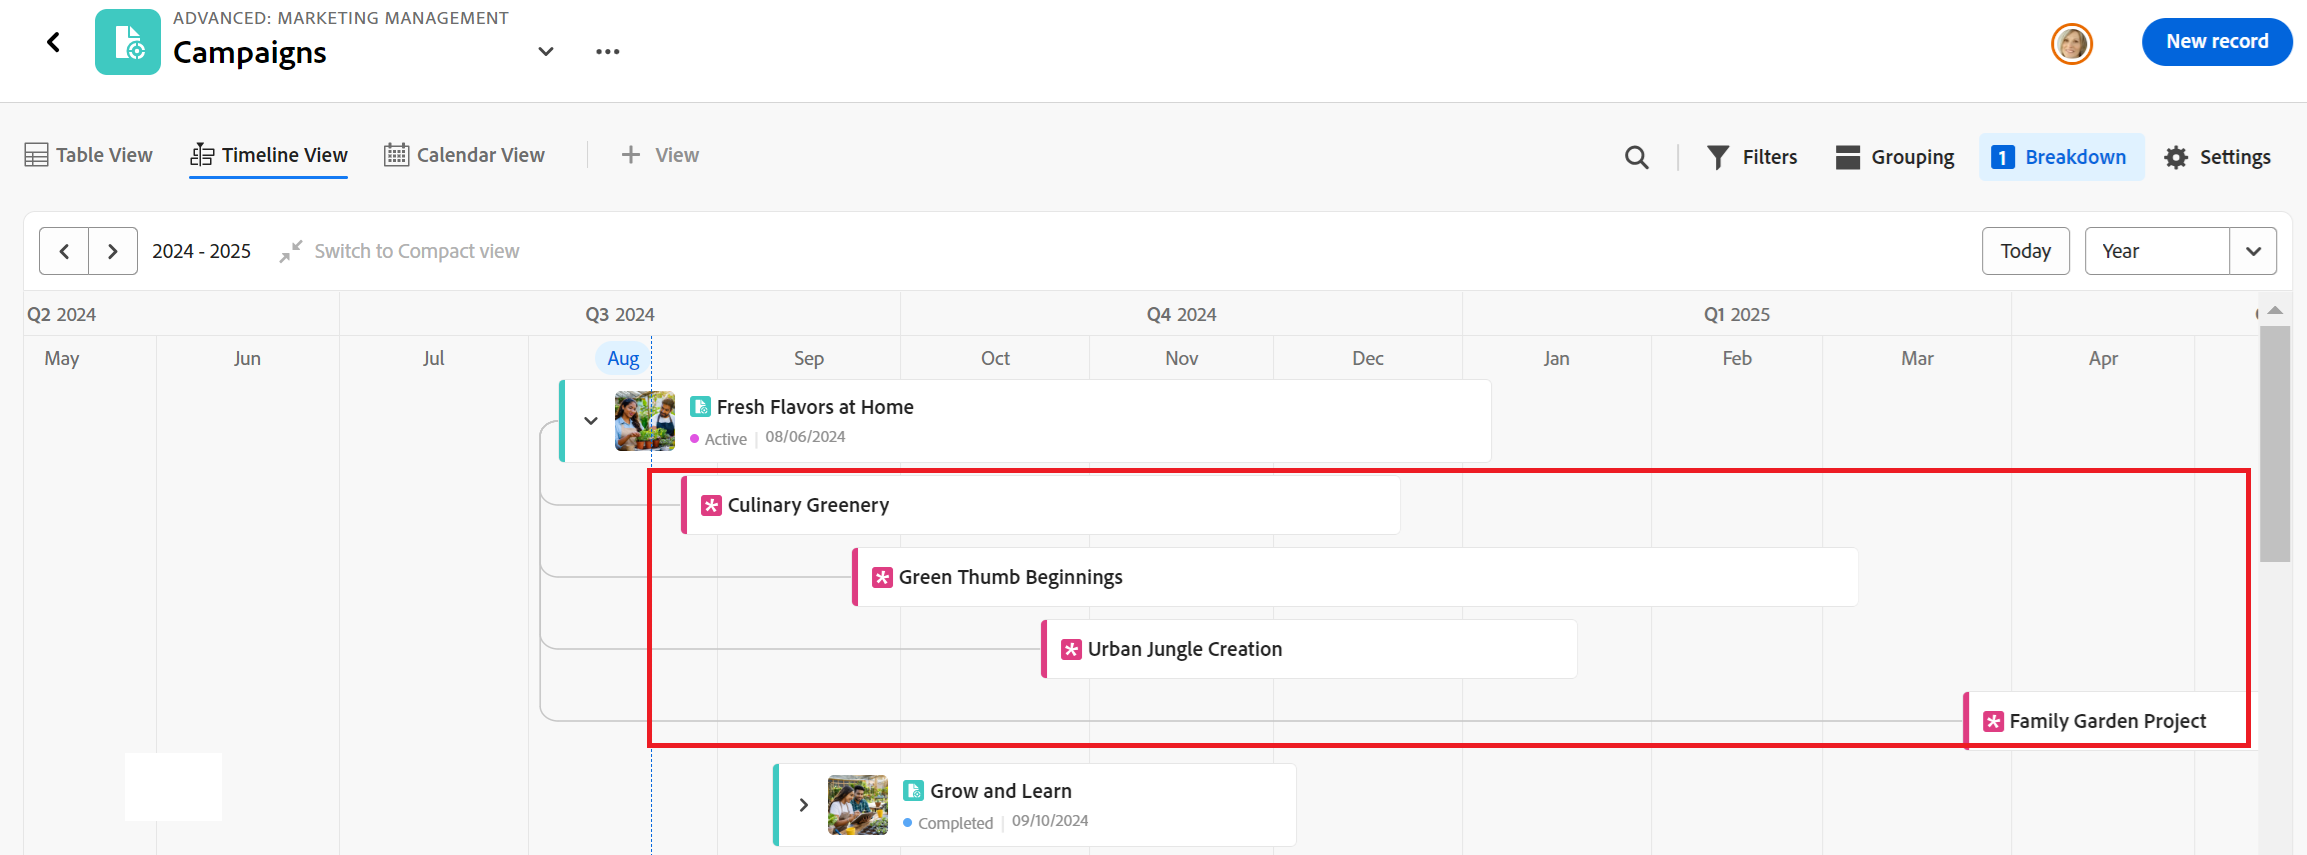 ADVANCED: MARKETING MANAGEMENT
Campaigns
New record
Table View
Timeline View
Calendar View
View
Filters
Grouping
1 Breakdown
Settings
2024 - 2025
Switch to Compact view
Today
Year
Q2 2024
Q3 2024
Q4 2024
Q1 2025
May
Jun
Jul
Aug
Sep
Oct
Nov
Dec
Jan
Feb
Mar
Apr
Fresh Flavors at Home
Active
08/06/2024
Culinary Greenery
Green Thumb Beginnings
Urban Jungle Creation
Family Garden Project
Grow and Learn
Completed
09/10/2024